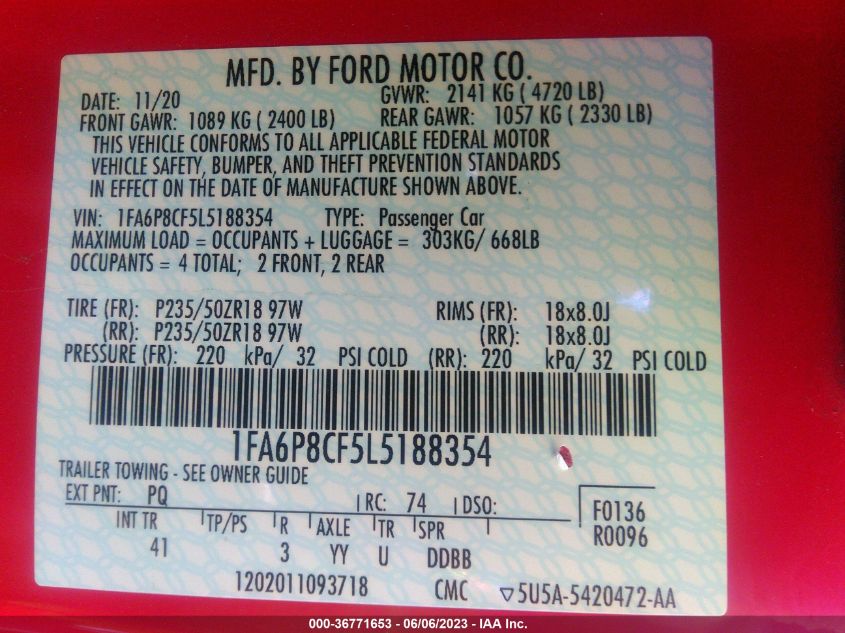 MFD. BY FORD MOTOR CO.
DATE: 11/20 GVWR: 2141 KG ( 4720 LB)
FRONT GAWR: 1089 KG ( 2400 LB) REAR GAWR: 1057 KG ( 2330 LB)
THIS VEHICLE CONFORMS TO ALL APPLICABLE FEDERAL MOTOR
VEHICLE SAFETY, BUMPER, AND THEFT PREVENTION STANDARDS
IN EFFECT ON THE DATE OF MANUFACTURE SHOWN ABOVE.
VIN: 1FA6P8CF5L5188354 TYPE: Passenger Car
MAXIMUM LOAD = OCCUPANTS + LUGGAGE = 303KG/ 668LB
OCCUPANTS = 4 TOTAL; 2 FRONT, 2 REAR
TIRE (FR): P235/50ZR18 97W RIMS (FR): 18x8.0J
(RR): P235/50ZR18 97W (RR): 18x8.0J
PRESSURE (FR): 220 kPa/ 32 PSI COLD (RR): 220 kPa/ 32 PSI COLD
1FA6P8CF5L5188354
TRAILER TOWING - SEE OWNER GUIDE
EXT PNT: PQ RC: 74 DSO: F0136
INT TR TP/PS R AXLE TR SPR R0096
41 3 YY U DDBB
1202011093718 CMC ▽5U5A-5420472-AA
000-36771653 - 06/06/2023 - IAA Inc.